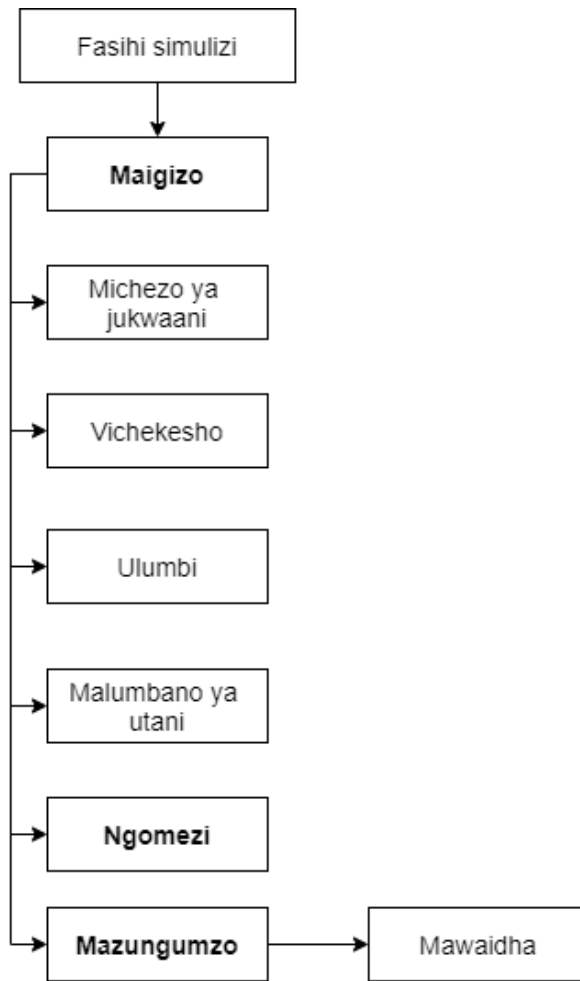 Fasihi simulizi
Maigizo
Michezo ya
jukwaani
Vichekesho
Ulumbi
Malumbano ya
utani
Ngomezi
Mazungumzo
Mawaidha